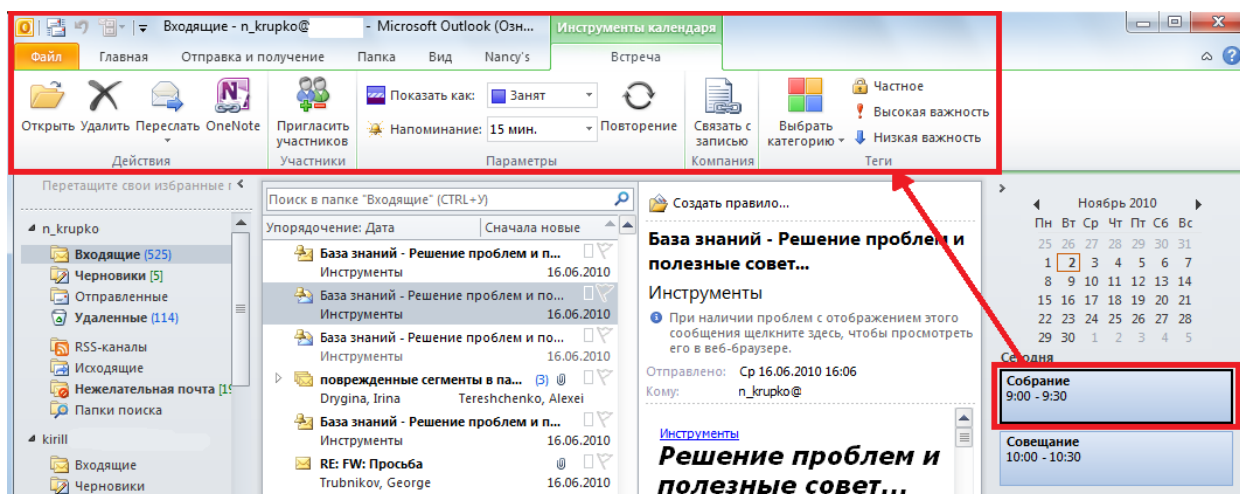 Входящие - n_krupko@ - Microsoft Outlook (Озн...
Инструменты календаря
Файл Главная Отправка и получение Папка Вид Nancy's Встреча
Открыть Удалить Переслать OneNote
Действия
Пригласить участников
Участники
Показать как: Занят
Напоминание: 15 мин.
Повторение
Параметры
Связать с записью
Компания
Выбрать категорию
Частное
Высокая важность
Низкая важность
Теги
Перетащите свои избранные г
n_krupko
Входящие (525)
Черновики [5]
Отправленные
Удаленные (114)
RSS-каналы
Исходящие
Нежелательная почта [19
Папки поиска
kirill
Входящие
Черновики
Поиск в папке "Входящие" (CTRL+У)
Упорядочение: Дата Сначала новые
База знаний - Решение проблем и п...
Инструменты 16.06.2010
База знаний - Решение проблем и по...
Инструменты 16.06.2010
База знаний - Решение проблем и по...
Инструменты 16.06.2010
поврежденные сегменты в па... (3)
Drygina, Irina Tereshchenko, Alexei
База знаний - Решение проблем и п...
Инструменты 16.06.2010
RE: FW: Просьба
Trubnikov, George 16.06.2010
Создать правило...
База знаний - Решение проблем и
полезные совет...
Инструменты
При наличии проблем с отображением этого
сообщения щелкните здесь, чтобы просмотреть
его в веб-браузере.
Отправлено: Ср 16.06.2010 16:06
Кому: n_krupko@
Инструменты
Решение проблем и
полезные совет...
Ноябрь 2010
Пн Вт Ср Чт Пт Сб Вс
25 26 27 28 29 30 31
1 2 3 4 5 6 7
8 9 10 11 12 13 14
15 16 17 18 19 20 21
22 23 24 25 26 27 28
29 30 1 2 3 4 5
Сегодня
Собрание
9:00 - 9:30
Совещание
10:00 - 10:30